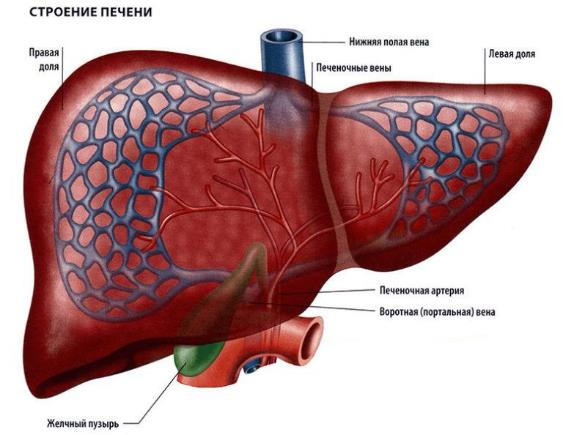 СТРОЕНИЕ ПЕЧЕНИ
Правая
доля
Нижняя полая вена
Печеночные вены
Левая доля
Печеночная артерия
Воротная (портальная) вена
Желчный пузырь